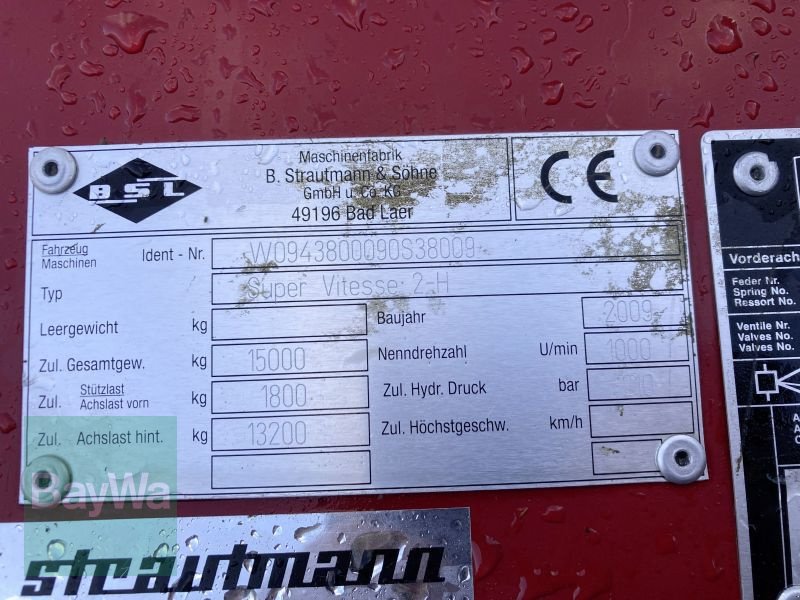 BSL
Maschinenfabrik
B. Strautmann & Söhne
GmbH u. Co. KG
49196 Bad Laer
CE
Fahrzeug
Maschinen
Ident - Nr. W0943800090S38009
Typ Super Vitesse 2-H
Leergewicht kg
Baujahr 2009
Zul. Gesamtgew. kg 15000
Nenndrehzahl U/min 1000
Zul. Stützlast
Achslast vorn kg 1800
Zul. Hydr. Druck bar
Zul. Achslast hint. kg 13200
Zul. Höchstgeschw. km/h
BayWa
strautmann
Vorderach
Feder Nr.
Spring No.
Ressort No.
Ventile Nr.
Valves No.
Valves No.